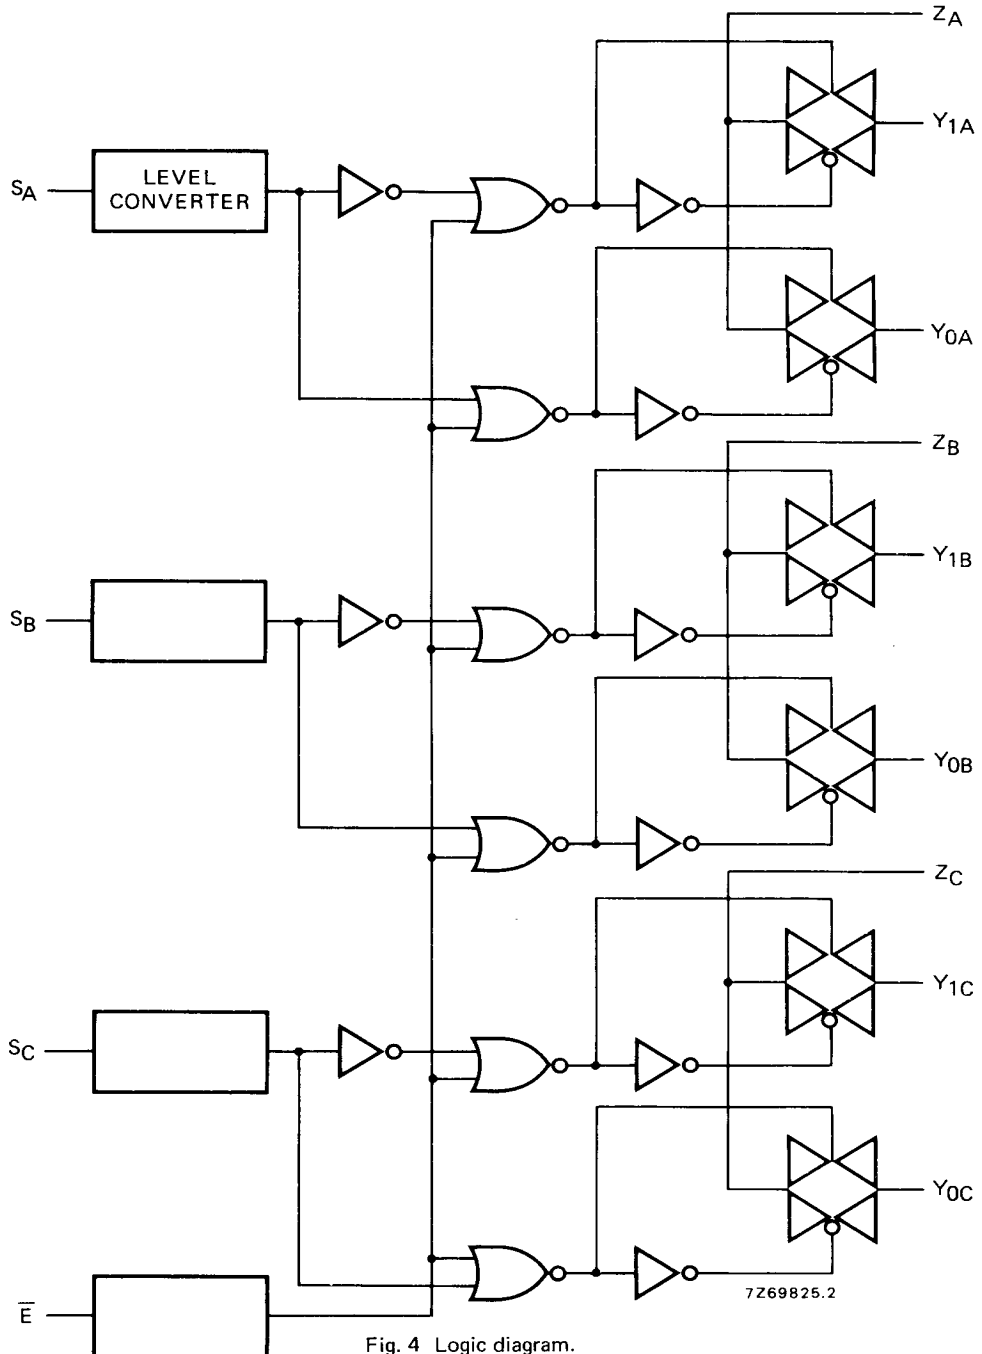 Z_A
Y_1A
S_A
LEVEL
CONVERTER
Y_0A
Z_B
Y_1B
S_B
Y_0B
Z_C
Y_1C
S_C
Y_0C
7Z69825.2
E̅
Fig. 4 Logic diagram.